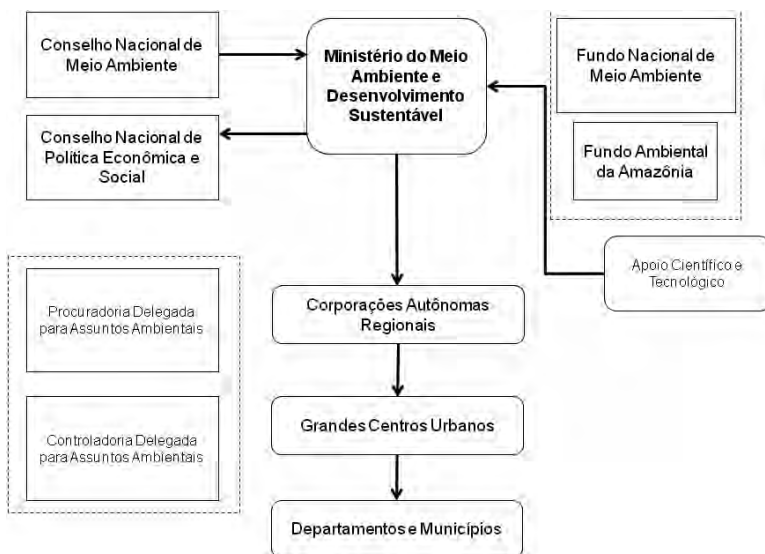 Conselho Nacional de
Meio Ambiente
Ministério do Meio
Ambiente e
Desenvolvimento
Sustentável
Fundo Nacional de
Meio Ambiente
Conselho Nacional de
Política Econômica e
Social
Fundo Ambiental
da Amazônia
Apoio Científico e
Tecnológico
Procuradoria Delegada
para Assuntos Ambientais
Corporações Autônomas
Regionais
Controladoria Delegada
para Assuntos Ambientais
Grandes Centros Urbanos
Departamentos e Municípios